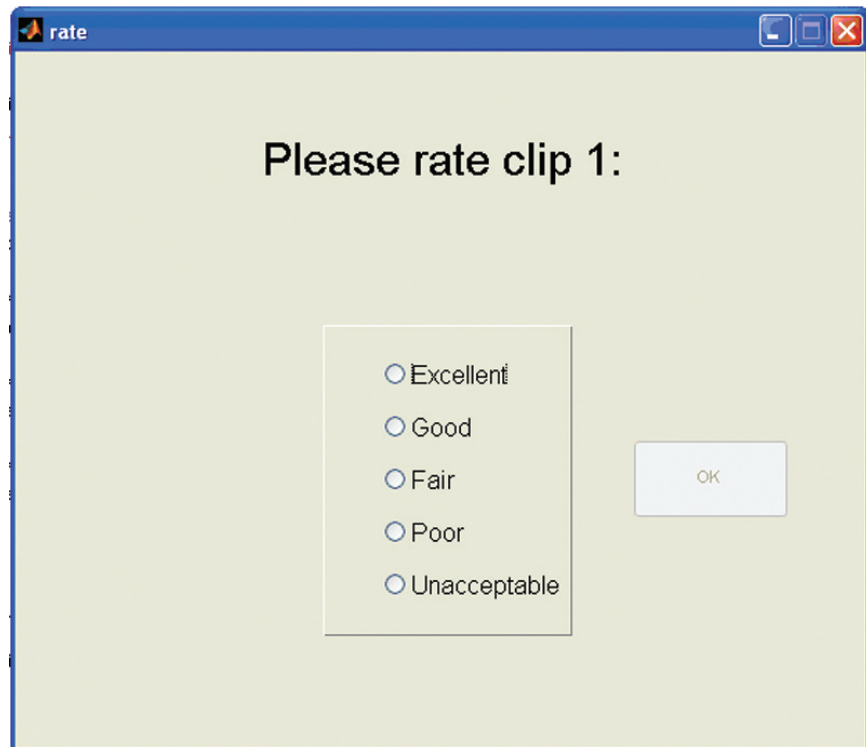 rate
Please rate clip 1:
Excellent
Good
Fair
Poor
Unacceptable
OK